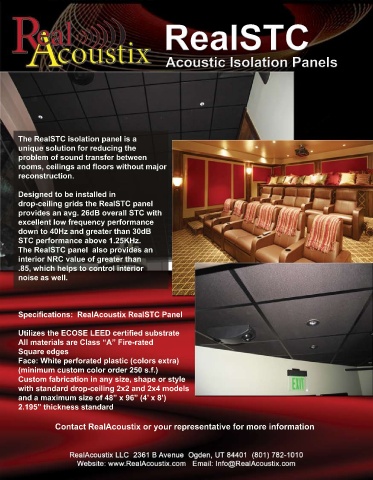 Real Acoustix
RealSTC
Acoustic Isolation Panels
The RealSTC isolation panel is a
unique solution for reducing the
problem of sound transfer between
rooms, ceilings and floors without major
reconstruction.
Designed to be installed in
drop-ceiling grids the RealSTC panel
provides an avg. 26dB overall STC with
excellent low frequency performance
down to 40Hz and greater than 30dB
STC performance above 1.25KHz.
The RealSTC panel also provides an
interior NRC value of greater than
.85, which helps to control interior
noise as well.
EXIT
Specifications: RealAcoustix RealSTC Panel
Utilizes the ECOSE LEED certified substrate
All materials are Class “A” Fire-rated
Square edges
Face: White perforated plastic (colors extra)
(minimum custom color order 250 s.f.)
Custom fabrication in any size, shape or style
with standard drop-ceiling 2x2 and 2x4 models
and a maximum size of 48" x 96" (4' x 8')
2.195" thickness standard
Contact RealAcoustix or your representative for more information
RealAcoustix LLC 2361 B Avenue Ogden, UT 84401 (801) 782-1010
Website: www.RealAcoustix.com Email: Info@RealAcoustix.com